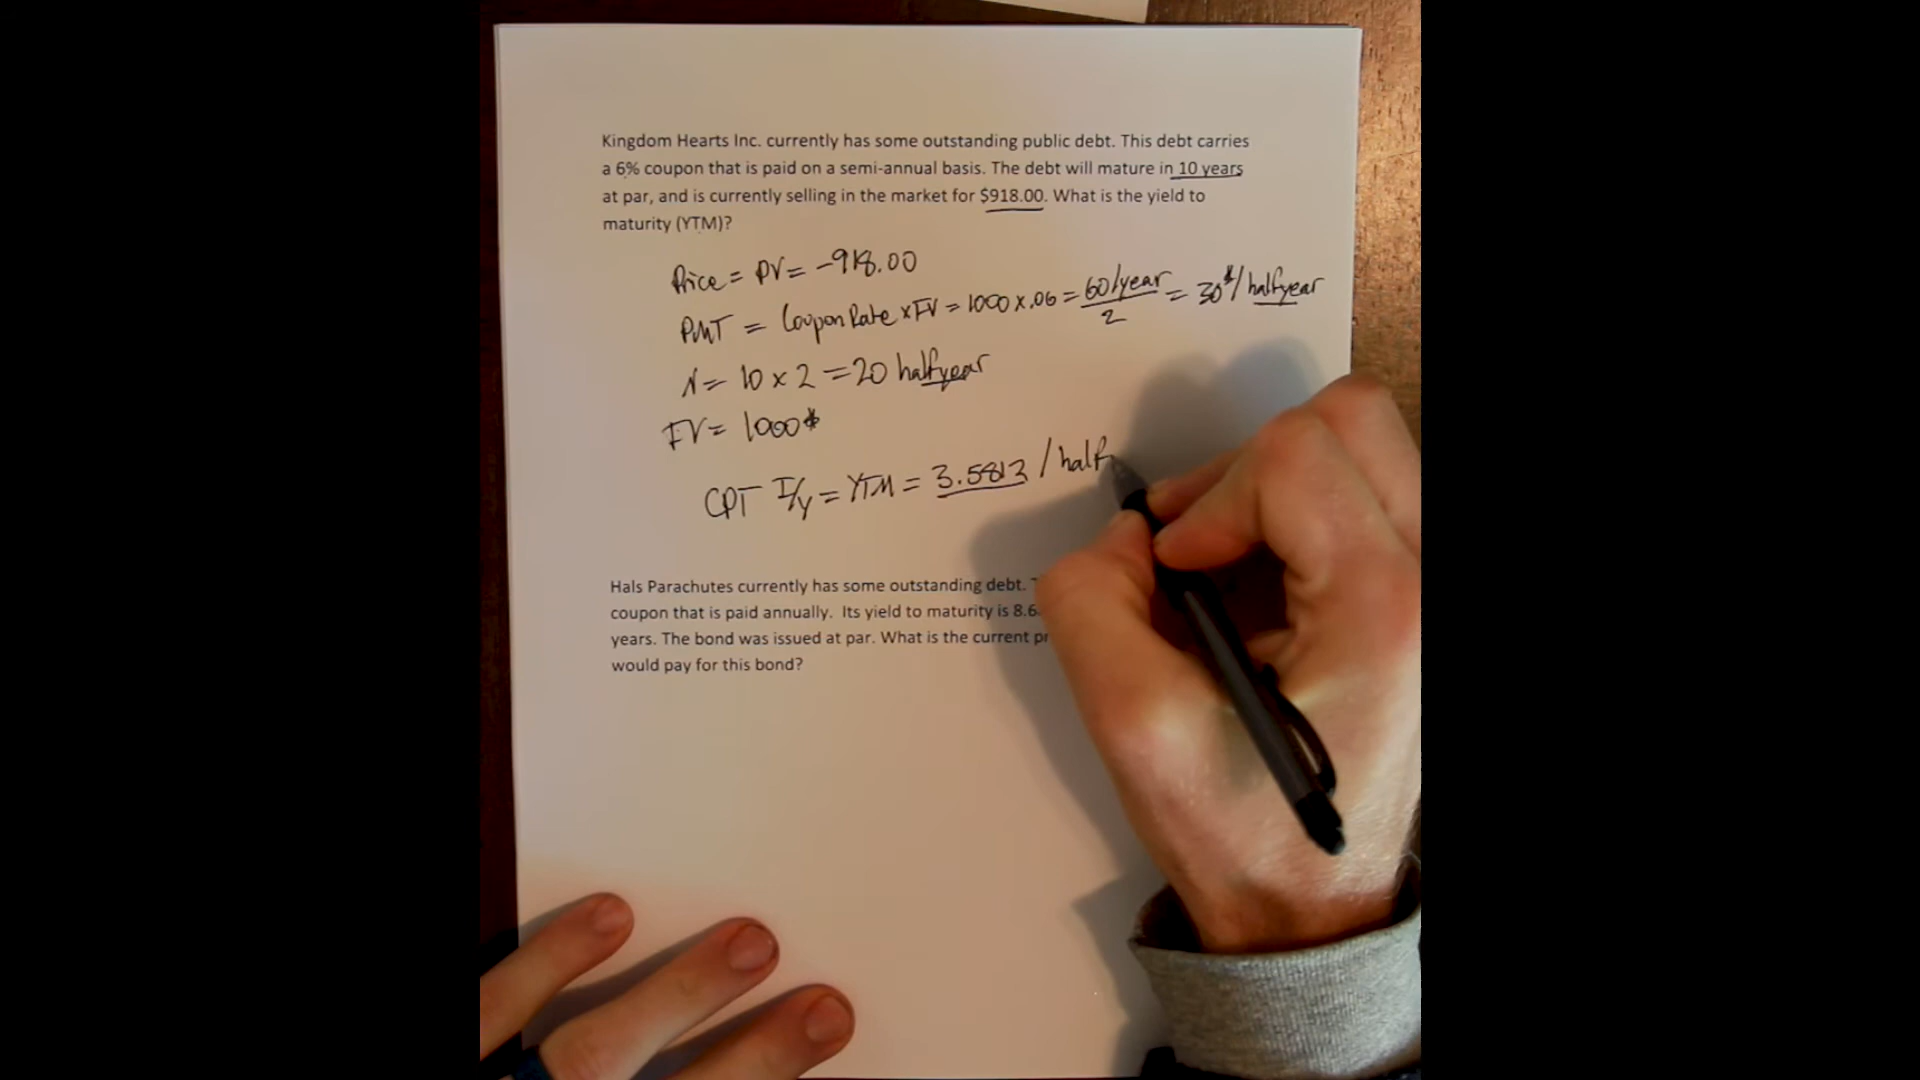 Kingdom Hearts Inc. currently has some outstanding public debt. This debt carries
a 6% coupon that is paid on a semi-annual basis. The debt will mature in 10 years
at par, and is currently selling in the market for $918.00. What is the yield to
maturity (YTM)?
Price = PV = -918.00
PMT = Coupon Rate x FV = 1000 x .06 = 60/year / 2 = 30$/halfyear
N = 10 x 2 = 20 halfyear
FV = 1000$
CPT I/y = YTM = 3.5813 / half
Hals Parachutes currently has some outstanding debt.
coupon that is paid annually. Its yield to maturity is 8.6
years. The bond was issued at par. What is the current pr
would pay for this bond?